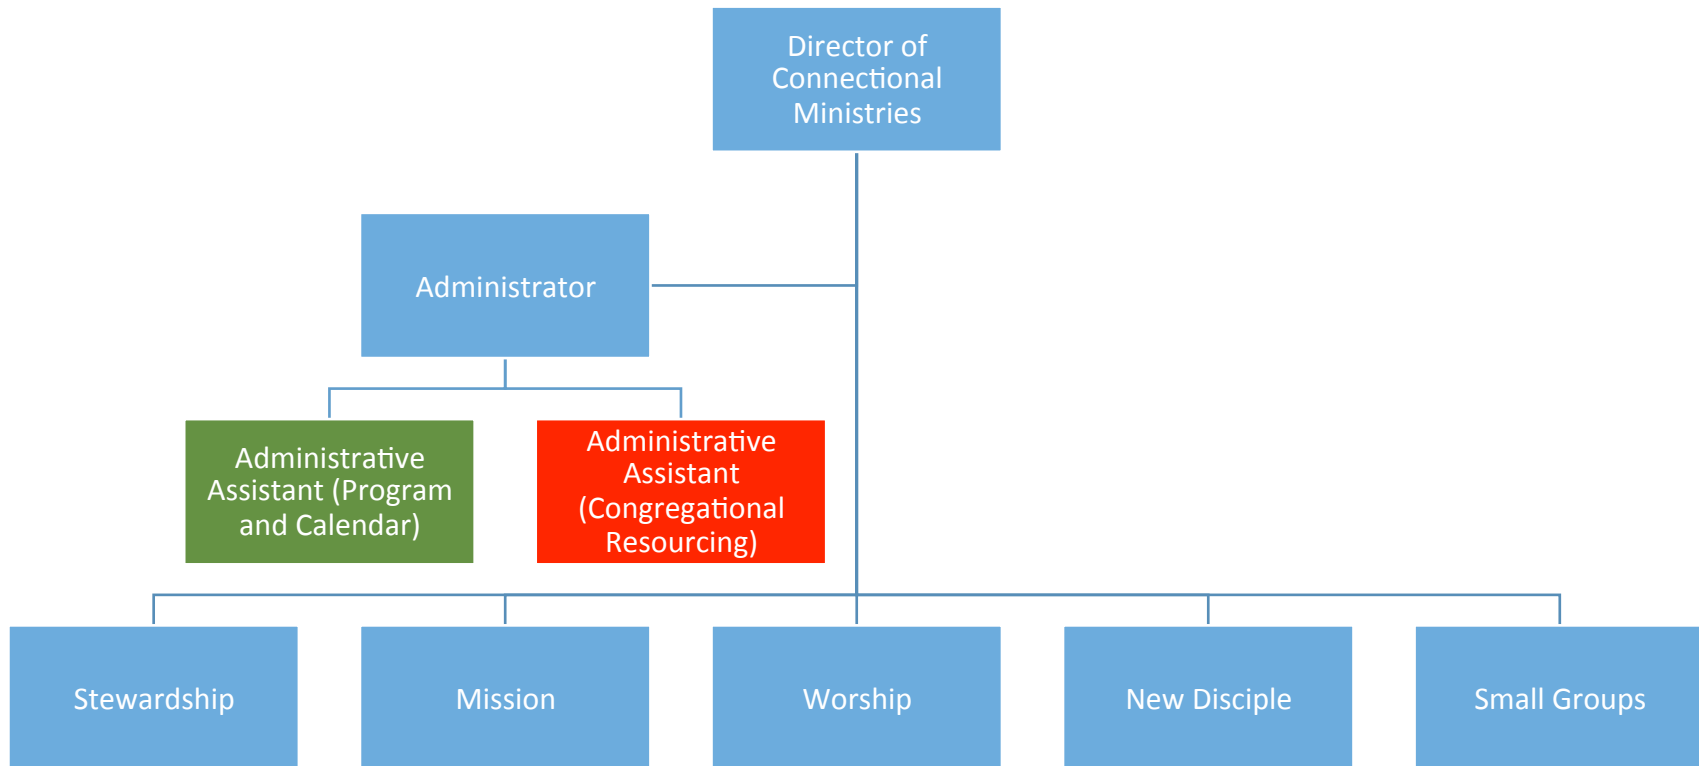 Director of
Connectional
Ministries
Administrator
Administrative
Assistant (Program
and Calendar)
Administrative
Assistant
(Congregational
Resourcing)
Stewardship
Mission
Worship
New Disciple
Small Groups